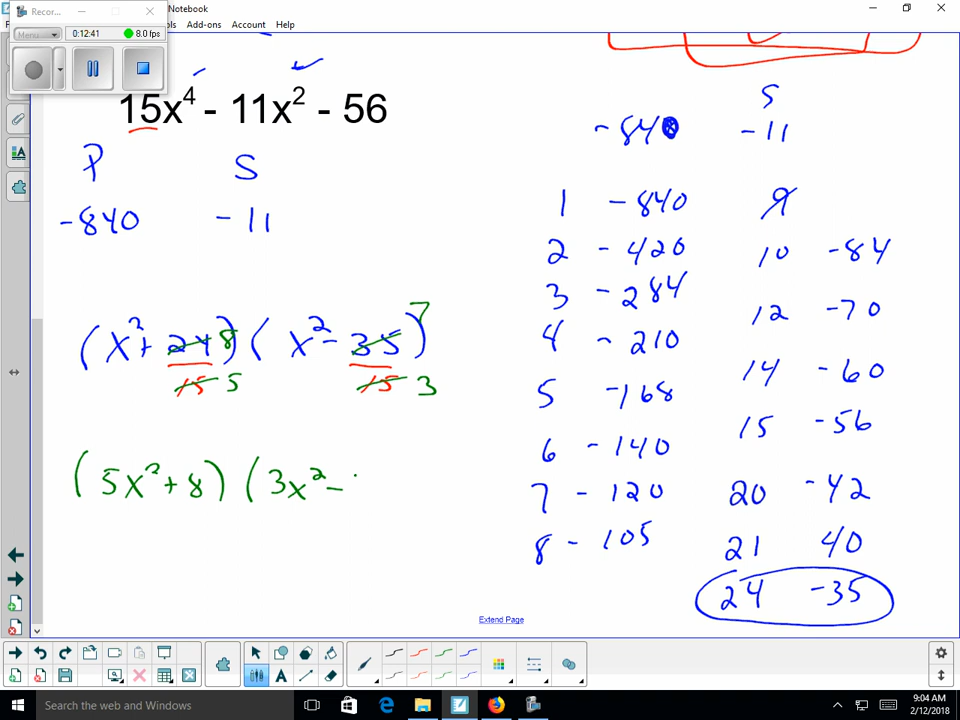 Recor...
Notebook
Menu
0:12:41
8.0 fps
ols Account Help
15x⁴ - 11x² - 56
P S
-840 -11
(x² + 24 8) (x² - 35 7)
15 5 15 3
(5x² + 8) (3x² -
S
-840 -11
1 -840 9
2 -420 10 -84
3 -284 12 -70
4 -210 14 -60
5 -168 15 -56
6 -140 20 -42
7 -120 21 40
8 -105 24 -35
Extend Page
A
Search the web and Windows
9:04 AM
2/12/2018